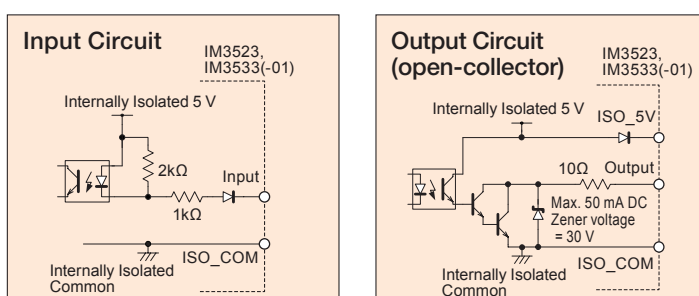 Input Circuit
IM3523,
IM3533(-01)
Internally Isolated 5 V
2kΩ
Input
1kΩ
ISO_COM
Internally Isolated
Common
Output Circuit
(open-collector)
IM3523,
IM3533(-01)
Internally Isolated 5 V
ISO_5V
10Ω
Output
Max. 50 mA DC
Zener voltage
= 30 V
ISO_COM
Internally Isolated
Common